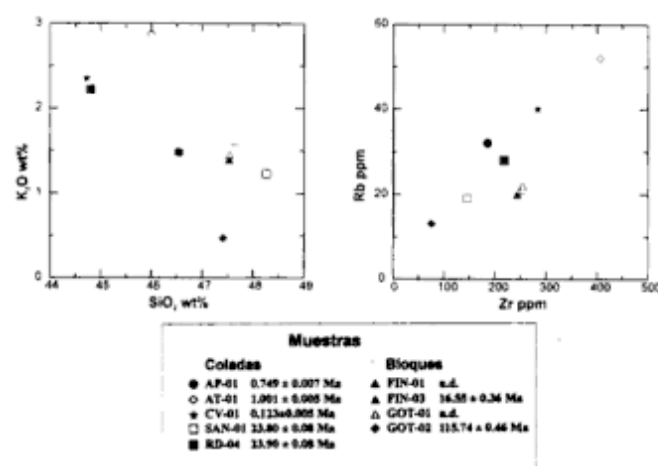 3
2
1
0
K₂O wt%
44 45 46 47 48 49
SiO₂ wt%
60
40
20
0
Rb ppm
0 100 200 300 400 500
Zr ppm
Muestras
Coladas Bloques
AP-01 0.749 ± 0.007 Ma FIN-01 n.d.
AT-01 1.001 ± 0.005 Ma FIN-03 16.55 ± 0.36 Ma
CV-01 0.123±0.005 Ma GOT-01 n.d.
SAN-01 23.80 ± 0.08 Ma GOT-02 115.74 ± 0.46 Ma
RD-04 23.90 ± 0.08 Ma